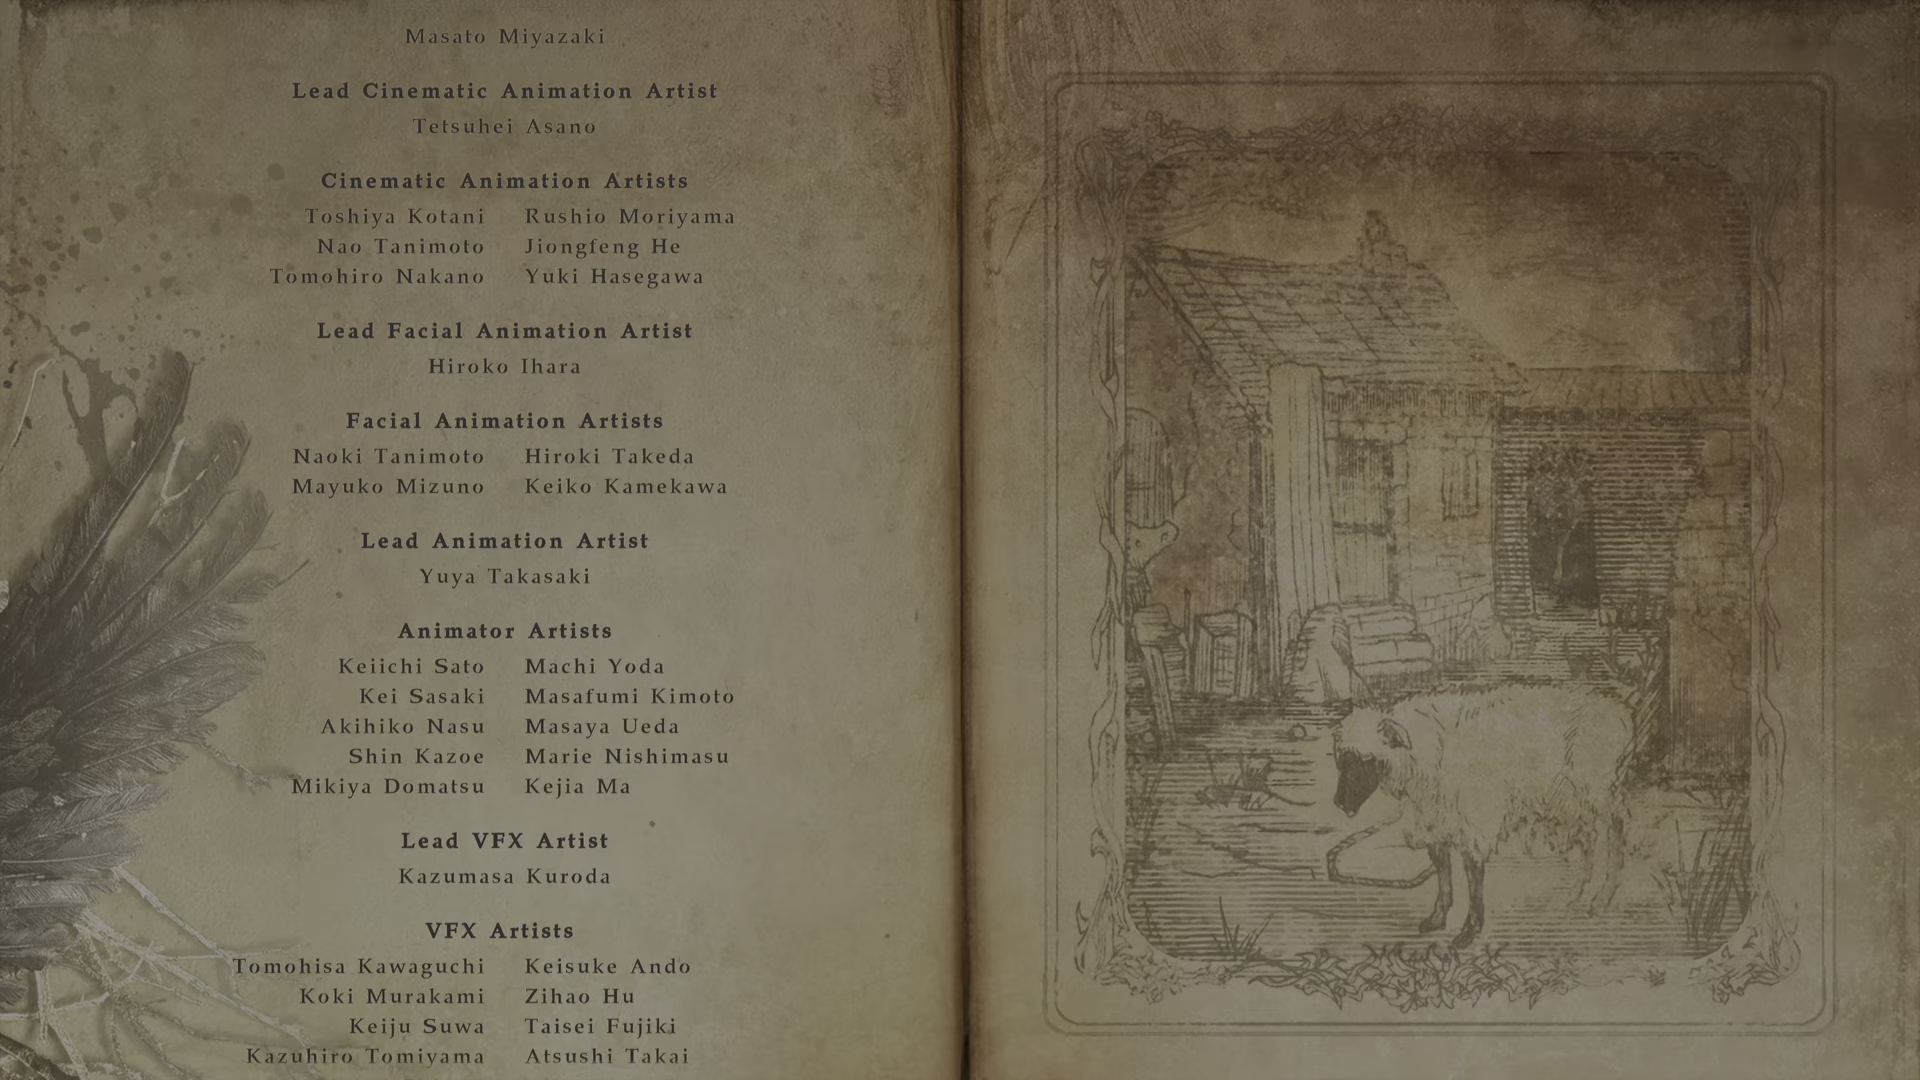 Masato Miyazaki
Lead Cinematic Animation Artist
Tetsuhei Asano
Cinematic Animation Artists
Toshiya Kotani Rushio Moriyama
Nao Tanimoto Jiongfeng He
Tomohiro Nakano Yuki Hasegawa
Lead Facial Animation Artist
Hiroko Ihara
Facial Animation Artists
Naoki Tanimoto Hiroki Takeda
Mayuko Mizuno Keiko Kamekawa
Lead Animation Artist
Yuya Takasaki
Animator Artists
Keiichi Sato Machi Yoda
Kei Sasaki Masafumi Kimoto
Akihiko Nasu Masaya Ueda
Shin Kazoe Marie Nishimasu
Mikiya Domatsu Kejia Ma
Lead VFX Artist
Kazumasa Kuroda
VFX Artists
Tomohisa Kawaguchi Keisuke Ando
Koki Murakami Zihao Hu
Keiju Suwa Taisei Fujiki
Kazuhiro Tomiyama Atsushi Takai